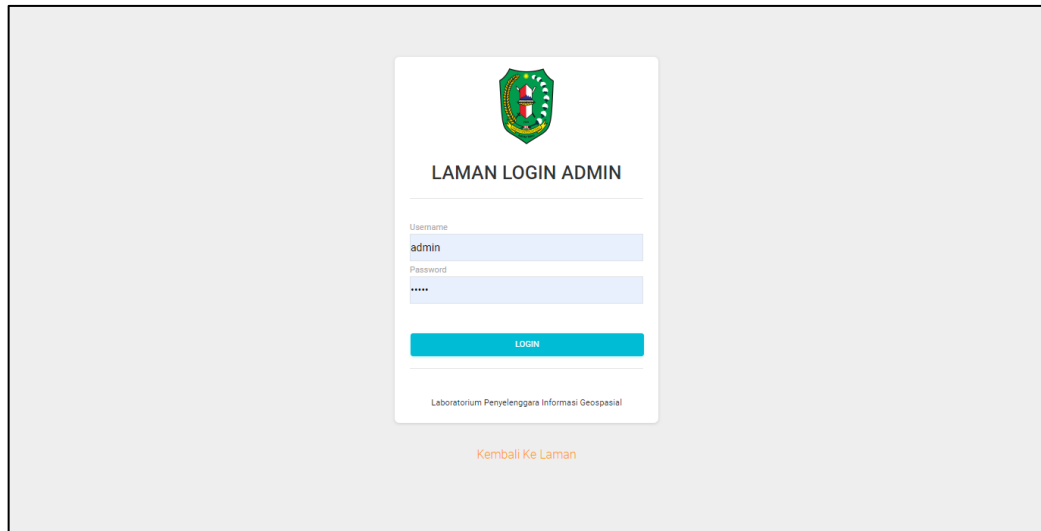 LAMAN LOGIN ADMIN
Username
admin
Password
•••••
LOGIN
Laboratorium Penyelenggara Informasi Geospasial
Kembali Ke Laman